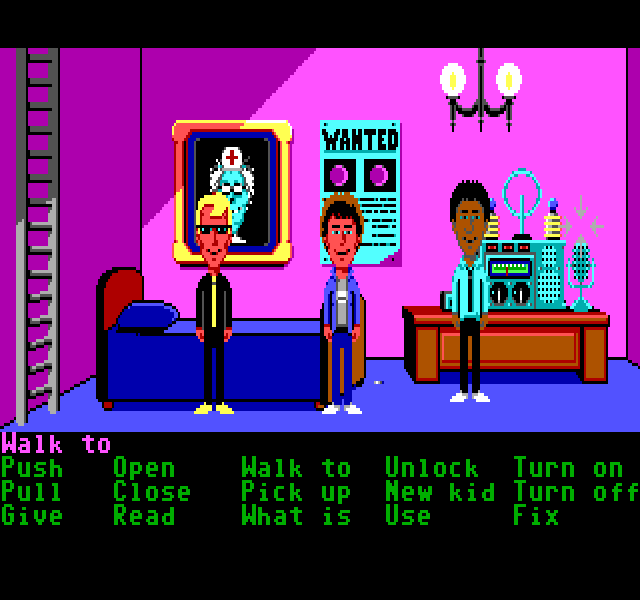 WANTED
Walk to
Push Open Walk to Unlock Turn on
Pull Close Pick up New kid Turn off
Give Read What is Use Fix